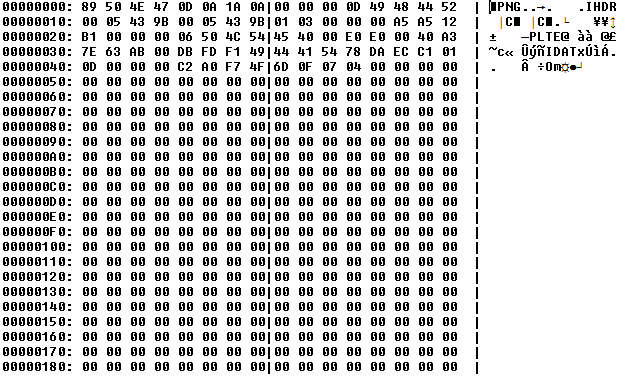 00000000: 89 50 4E 47 0D 0A 1A 0A|00 00 00 0D 49 48 44 52 | ■PNG..→. .IHDR
00000010: 00 05 43 9B 00 05 43 9B|01 03 00 00 00 A5 A5 12 | |C■ |C■.└ ¥¥↕
00000020: B1 00 00 00 06 50 4C 54|45 40 00 E0 E0 00 40 A3 | ± –PLTE@ àà @£
00000030: 7E 63 AB 00 DB FD F1 49|44 41 54 78 DA EC C1 01 | ~c« ÛýñIDATxÚìÁ.
00000040: 0D 00 00 00 C2 A0 F7 4F|6D 0F 07 04 00 00 00 00 | . Â ÷Om☼•┘
00000050: 00 00 00 00 00 00 00 00|00 00 00 00 00 00 00 00 |
00000060: 00 00 00 00 00 00 00 00|00 00 00 00 00 00 00 00 |
00000070: 00 00 00 00 00 00 00 00|00 00 00 00 00 00 00 00 |
00000080: 00 00 00 00 00 00 00 00|00 00 00 00 00 00 00 00 |
00000090: 00 00 00 00 00 00 00 00|00 00 00 00 00 00 00 00 |
000000A0: 00 00 00 00 00 00 00 00|00 00 00 00 00 00 00 00 |
000000B0: 00 00 00 00 00 00 00 00|00 00 00 00 00 00 00 00 |
000000C0: 00 00 00 00 00 00 00 00|00 00 00 00 00 00 00 00 |
000000D0: 00 00 00 00 00 00 00 00|00 00 00 00 00 00 00 00 |
000000E0: 00 00 00 00 00 00 00 00|00 00 00 00 00 00 00 00 |
000000F0: 00 00 00 00 00 00 00 00|00 00 00 00 00 00 00 00 |
00000100: 00 00 00 00 00 00 00 00|00 00 00 00 00 00 00 00 |
00000110: 00 00 00 00 00 00 00 00|00 00 00 00 00 00 00 00 |
00000120: 00 00 00 00 00 00 00 00|00 00 00 00 00 00 00 00 |
00000130: 00 00 00 00 00 00 00 00|00 00 00 00 00 00 00 00 |
00000140: 00 00 00 00 00 00 00 00|00 00 00 00 00 00 00 00 |
00000150: 00 00 00 00 00 00 00 00|00 00 00 00 00 00 00 00 |
00000160: 00 00 00 00 00 00 00 00|00 00 00 00 00 00 00 00 |
00000170: 00 00 00 00 00 00 00 00|00 00 00 00 00 00 00 00 |
00000180: 00 00 00 00 00 00 00 00|00 00 00 00 00 00 00 00 |